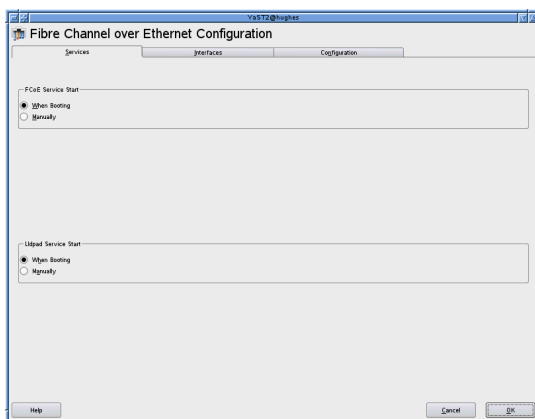 YaST2@hughes
Fibre Channel over Ethernet Configuration
Services Interfaces Configuration
FCoE Service Start
When Booting
Manually
Lldpad Service Start
When Booting
Manually
Help Cancel OK